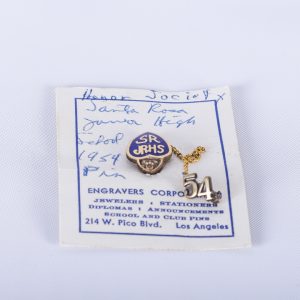 Honor Society
Santa Rosa
Junior High
School
1954
Pin
SR
JRHS
54
ENGRAVERS CORPO
JEWELERS STATIONERS
DIPLOMAS ANNOUNCEMENTS
SCHOOL AND CLUB PINS
214 W. Pico Blvd. Los Angeles